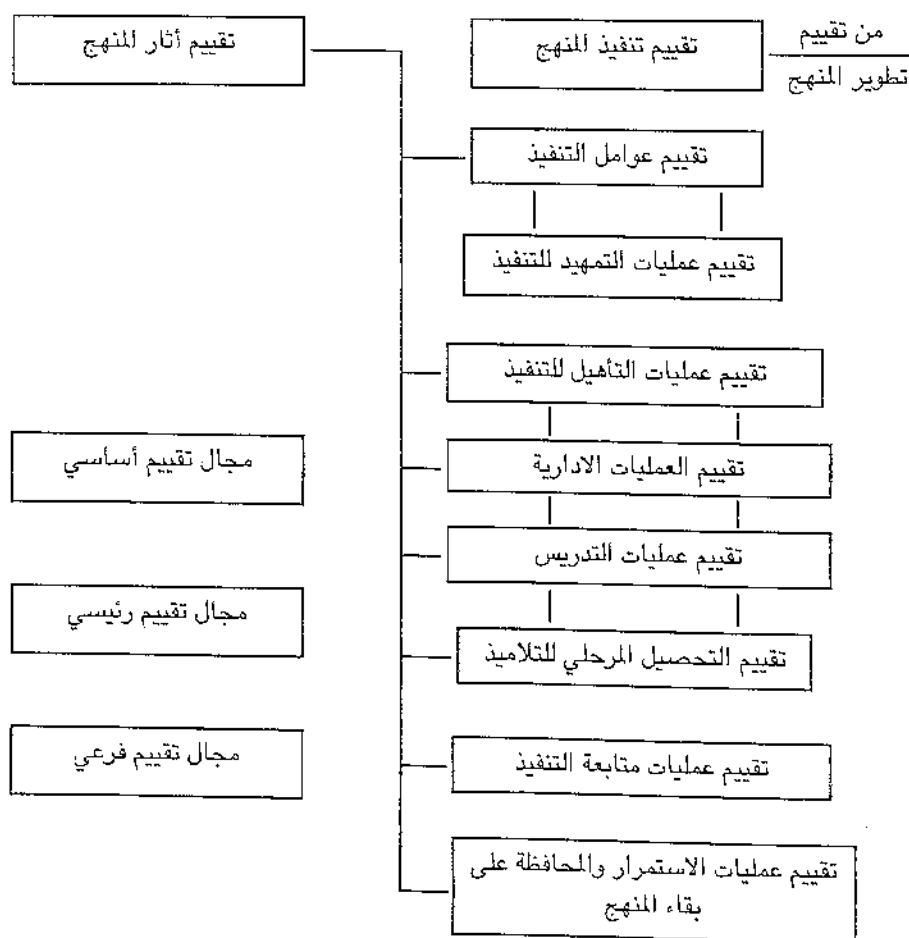 من تقييم
تطوير المنهج
تقييم تنفيذ المنهج
تقييم أثار المنهج
تقييم عوامل التنفيذ
تقييم عمليات التمهيد للتنفيذ
تقييم عمليات التأهيل للتنفيذ
تقييم العمليات الادارية
تقييم عمليات التدريس
تقييم التحصيل المرحلي للتلاميذ
تقييم عمليات متابعة التنفيذ
تقييم عمليات الاستمرار والمحافظة على
بقاء المنهج
مجال تقييم أساسي
مجال تقييم رئيسي
مجال تقييم فرعي